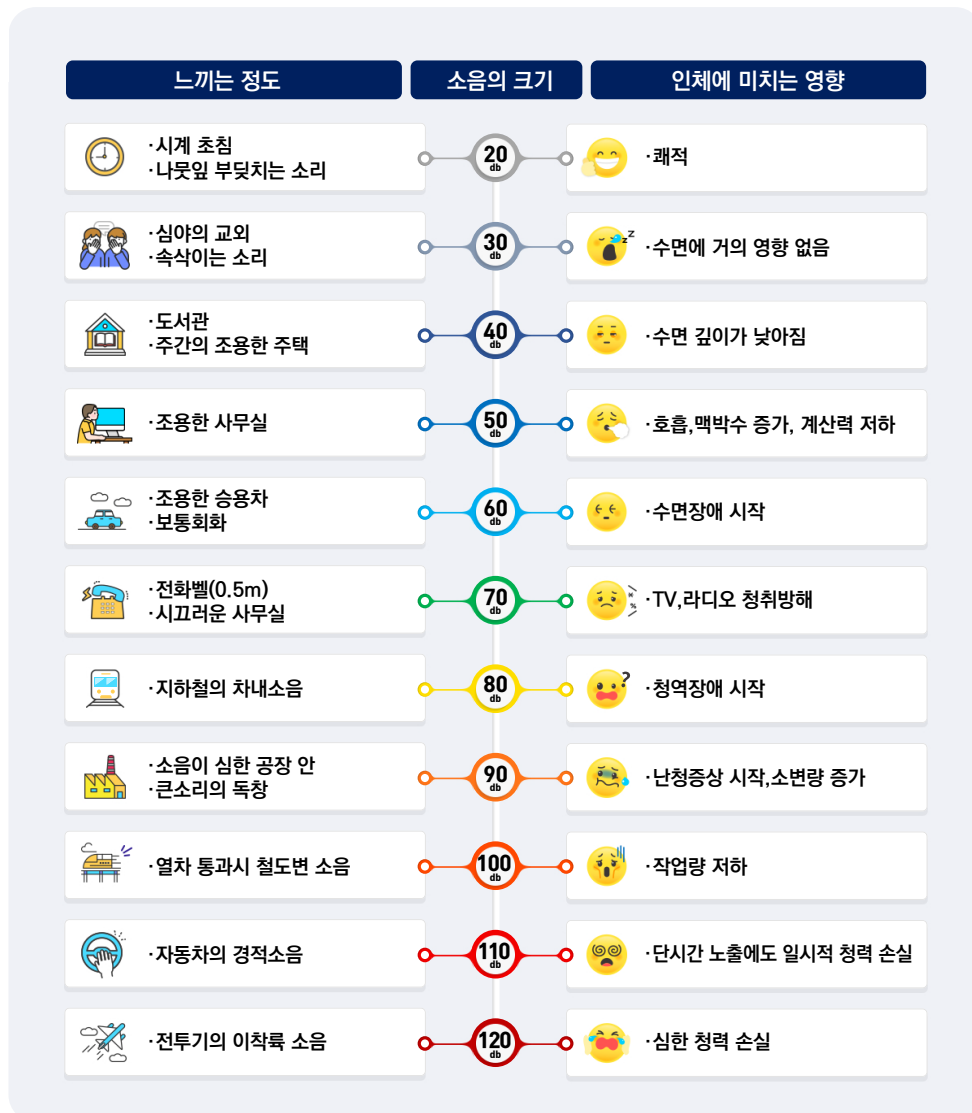 느끼는 정도
소음의 크기
인체에 미치는 영향
·시계 초침
·나뭇잎 부딪치는 소리
20
db
·쾌적
·심야의 교외
·속삭이는 소리
30
db
z z
·수면에 거의 영향 없음
·도서관
·주간의 조용한 주택
40
db
·수면 깊이가 낮아짐
·조용한 사무실
50
db
·호흡,맥박수 증가, 계산력 저하
·조용한 승용차
·보통회화
60
db
·수면장애 시작
·전화벨(0.5m)
·시끄러운 사무실
70
db
·TV,라디오 청취방해
·지하철의 차내소음
80
db
?
·청역장애 시작
·소음이 심한 공장 안
·큰소리의 독창
90
db
·난청증상 시작,소변량 증가
·열차 통과시 철도변 소음
100
db
·작업량 저하
·자동차의 경적소음
110
db
·단시간 노출에도 일시적 청력 손실
·전투기의 이착륙 소음
120
db
·심한 청력 손실